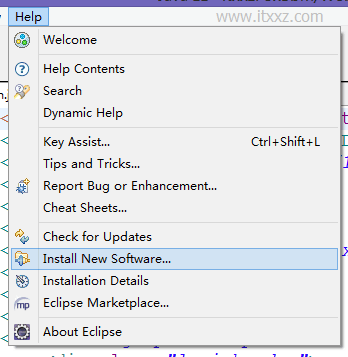 Help
www.itxxz.com
Welcome
Help Contents
Search
Dynamic Help
Key Assist... Ctrl+Shift+L
Tips and Tricks...
Report Bug or Enhancement...
Cheat Sheets...
Check for Updates
Install New Software...
Installation Details
Eclipse Marketplace...
About Eclipse